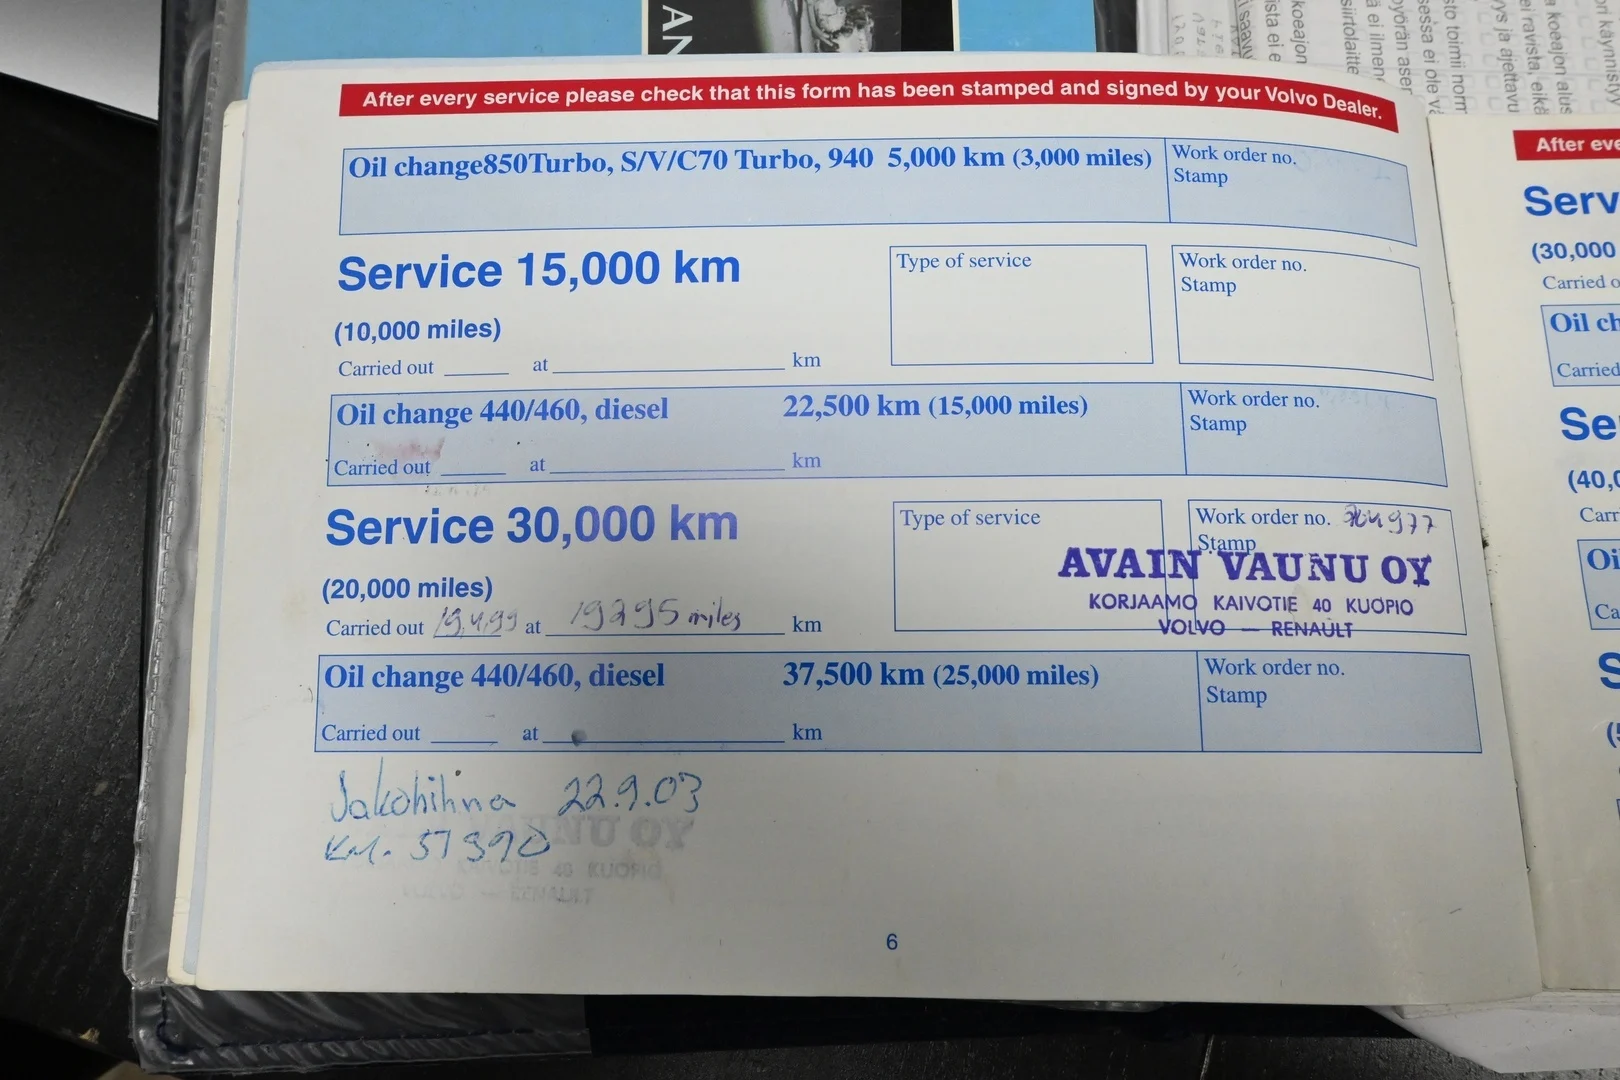 AN
After every service please check that this form has been stamped and signed by your Volvo Dealer.
Oil change850Turbo, S/V/C70 Turbo, 940 5,000 km (3,000 miles)
Work order no.
Stamp
Service 15,000 km
(10,000 miles)
Carried out at km
Type of service
Work order no.
Stamp
Oil change 440/460, diesel 22,500 km (15,000 miles)
Carried out at km
Work order no.
Stamp
Service 30,000 km
(20,000 miles)
Carried out 19.4.99 at 19295 miles km
Type of service
Work order no.
Stamp
AVAIN VAUNU OY
KORJAAMO KAIVOTIE 40 KUOPIO
VOLVO — RENAULT
Oil change 440/460, diesel 37,500 km (25,000 miles)
Carried out at km
Work order no.
Stamp
Jakohihna 22.9.03
KM. 57390
6
After eve
Serv
(30,000
Carried o
Oil ch
Carried
Se
(40,0
Carr
Oi
Ca
S